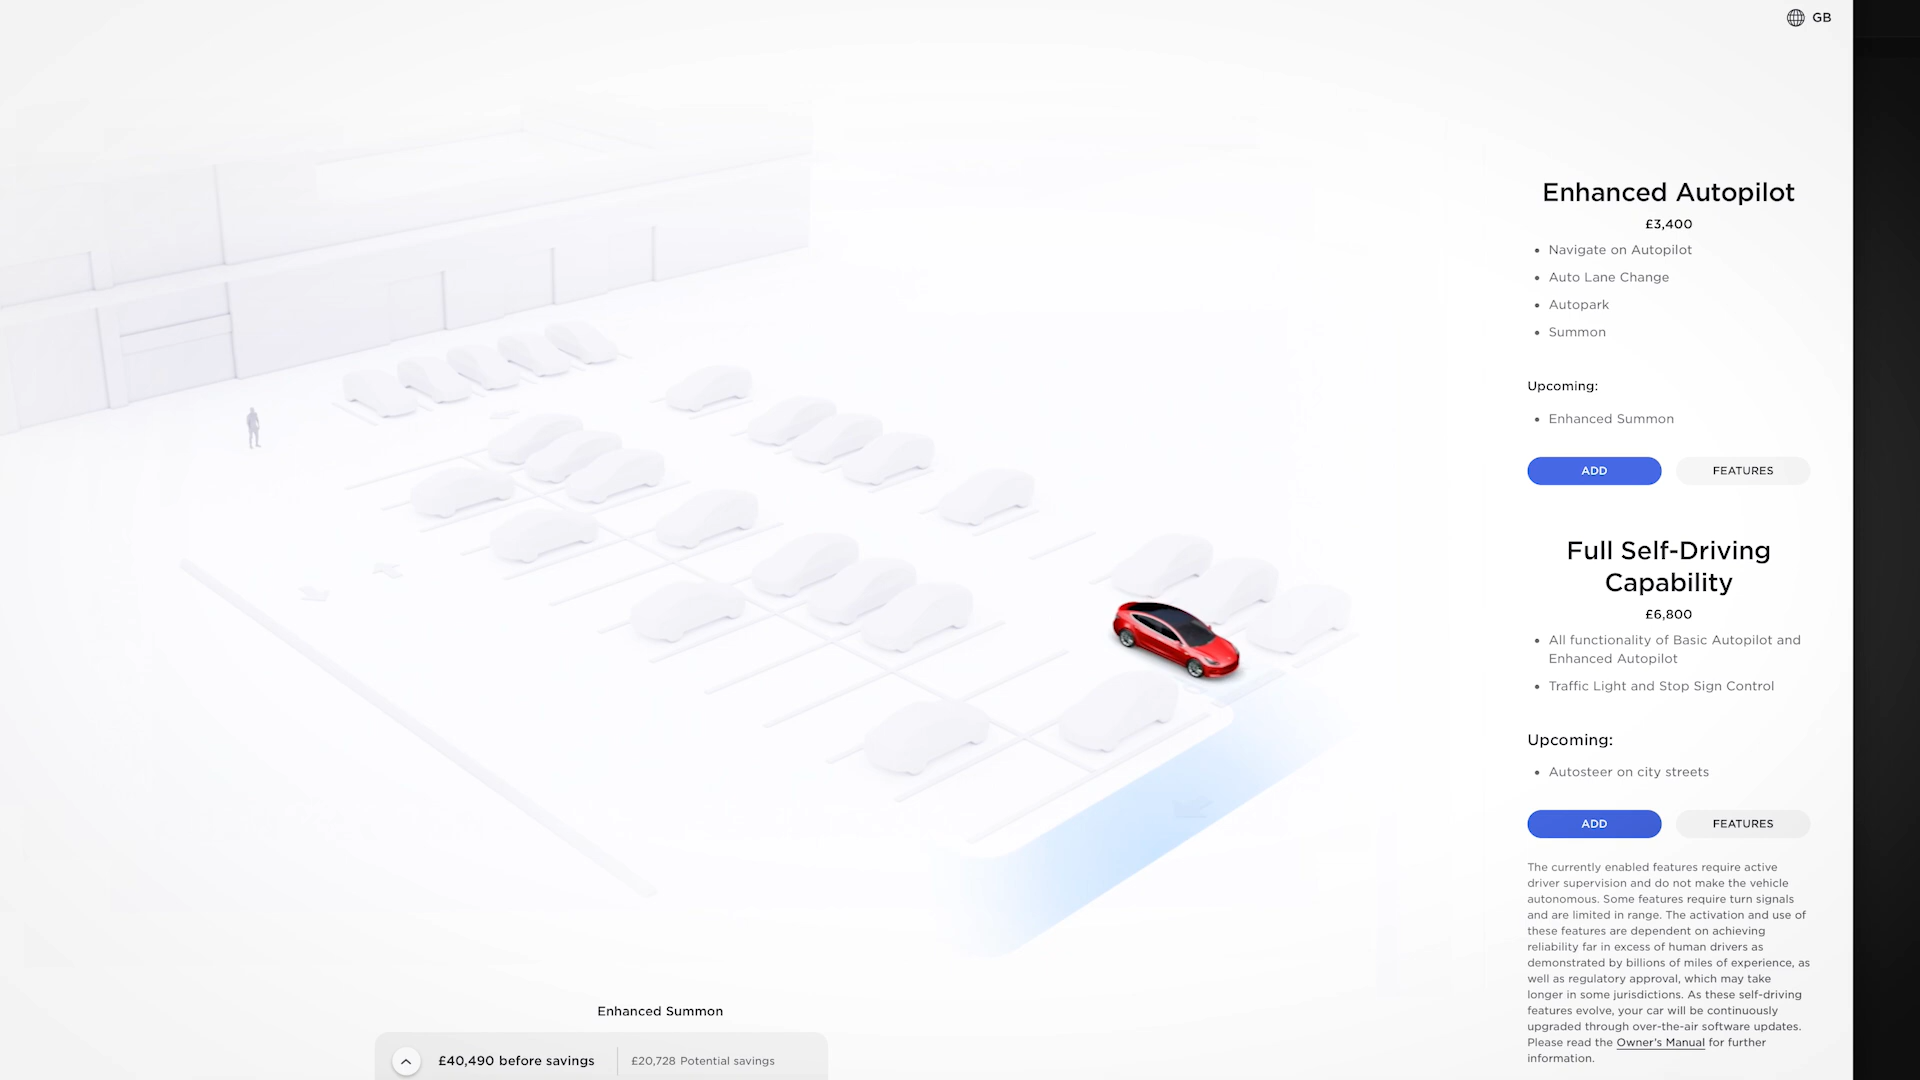 GB
Enhanced Autopilot
£3,400
• Navigate on Autopilot
• Auto Lane Change
• Autopark
• Summon
Upcoming:
• Enhanced Summon
ADD
FEATURES
Full Self-Driving
Capability
£6,800
• All functionality of Basic Autopilot and
Enhanced Autopilot
• Traffic Light and Stop Sign Control
Upcoming:
• Autosteer on city streets
ADD
FEATURES
The currently enabled features require active
driver supervision and do not make the vehicle
autonomous. Some features require turn signals
and are limited in range. The activation and use of
these features are dependent on achieving
reliability far in excess of human drivers as
demonstrated by billions of miles of experience, as
well as regulatory approval, which may take
longer in some jurisdictions. As these self-driving
features evolve, your car will be continuously
upgraded through over-the-air software updates.
Please read the Owner's Manual for further
information.
Enhanced Summon
£40,490 before savings
£20,728 Potential savings